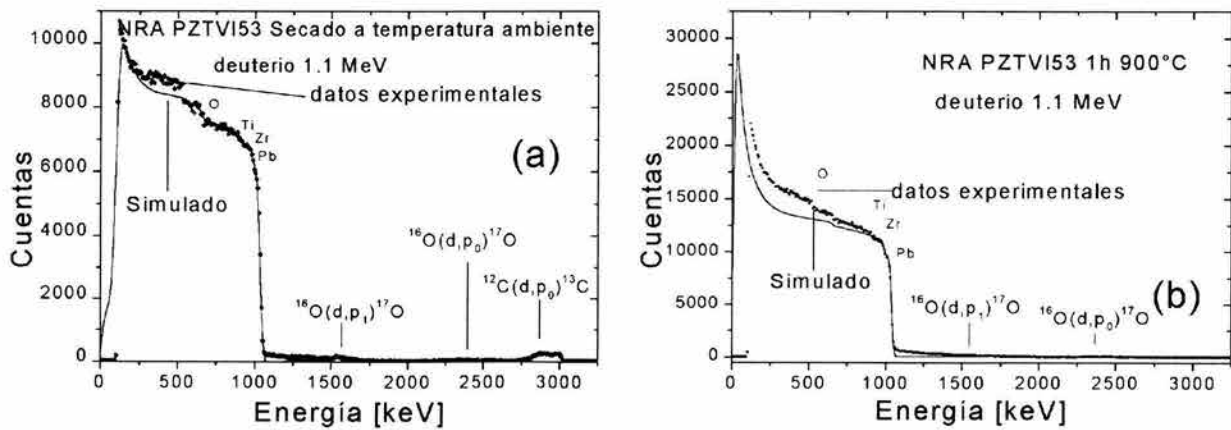 NRA PZTVI53 Secado a temperatura ambiente
deuterio 1.1 MeV
datos experimentales
O
Ti
Zr
Pb
(a)
Simulado
¹⁶O(d,p₀)¹⁷O
¹²C(d,p₀)¹³C
¹⁶O(d,p₁)¹⁷O
Cuentas
10000
8000
6000
4000
2000
0
0 500 1000 1500 2000 2500 3000
Energía [keV]
NRA PZTVI53 1h 900°C
deuterio 1.1 MeV
O
datos experimentales
Ti
Zr
Pb
Simulado
(b)
¹⁶O(d,p₁)¹⁷O
¹⁶O(d,p₀)¹⁷O
Cuentas
30000
25000
20000
15000
10000
5000
0
0 500 1000 1500 2000 2500 3000
Energía [keV]